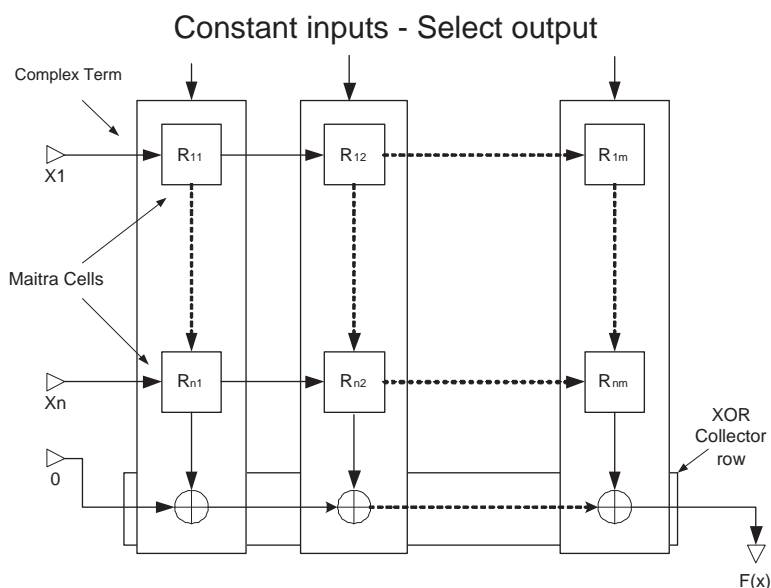 Constant inputs - Select output
Complex Term
X1
R11
R12
R1m
Maitra Cells
Xn
Rn1
Rn2
Rnm
XOR
Collector
row
0
F(x)